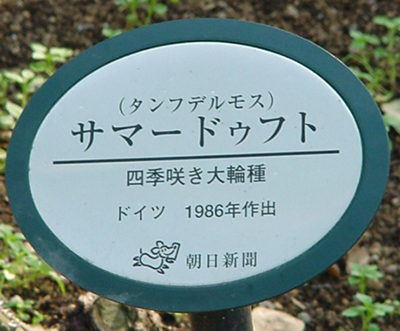 （タンフデルモス）
サマードゥフト
四季咲き大輪種
ドイツ　1986年作出
朝日新聞